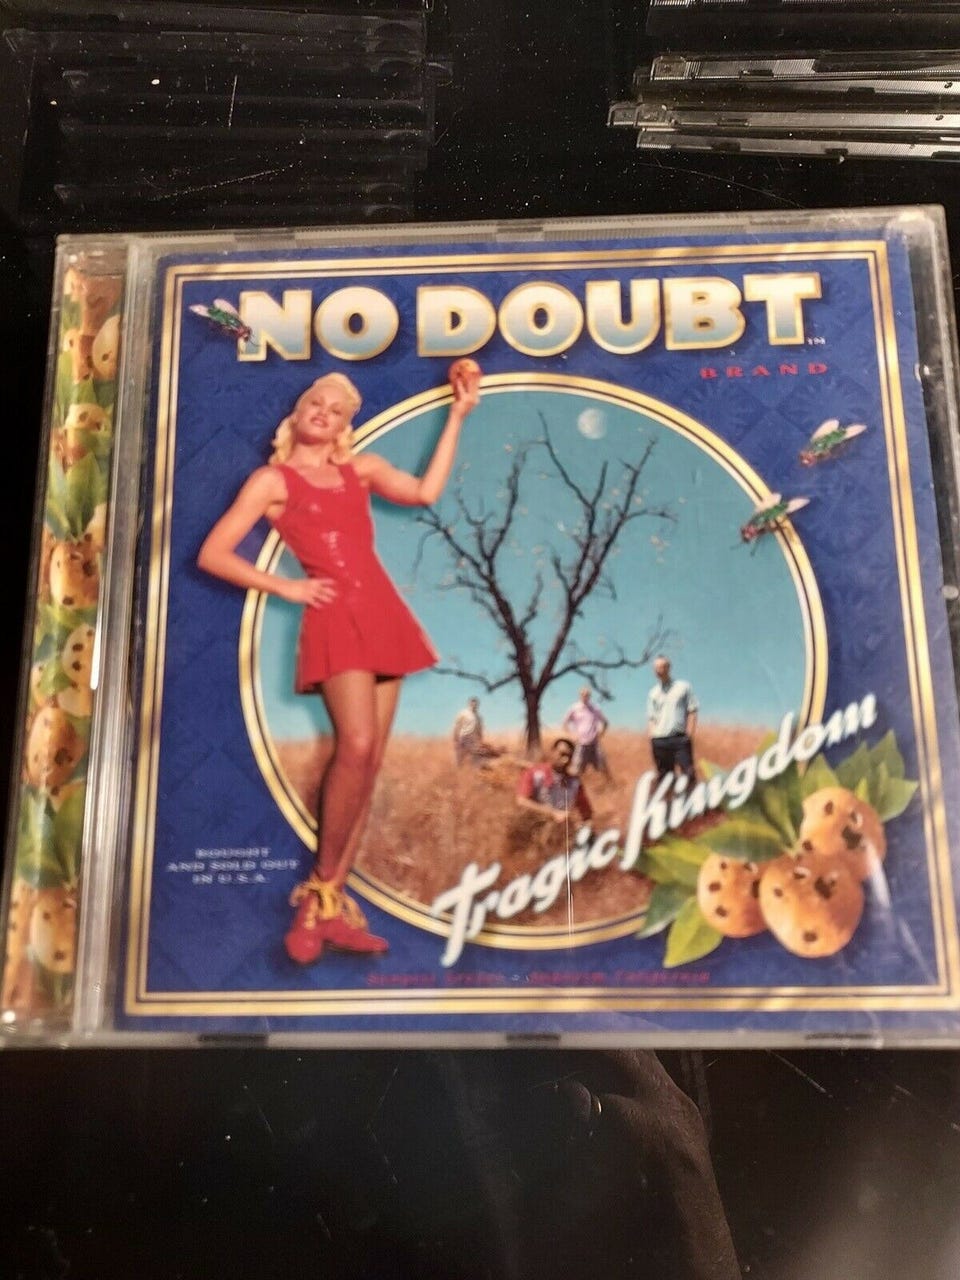 NO DOUBT
TM
BRAND
Tragic Kingdom
BOUGHT
AND SOLD OUT
IN U.S.A.